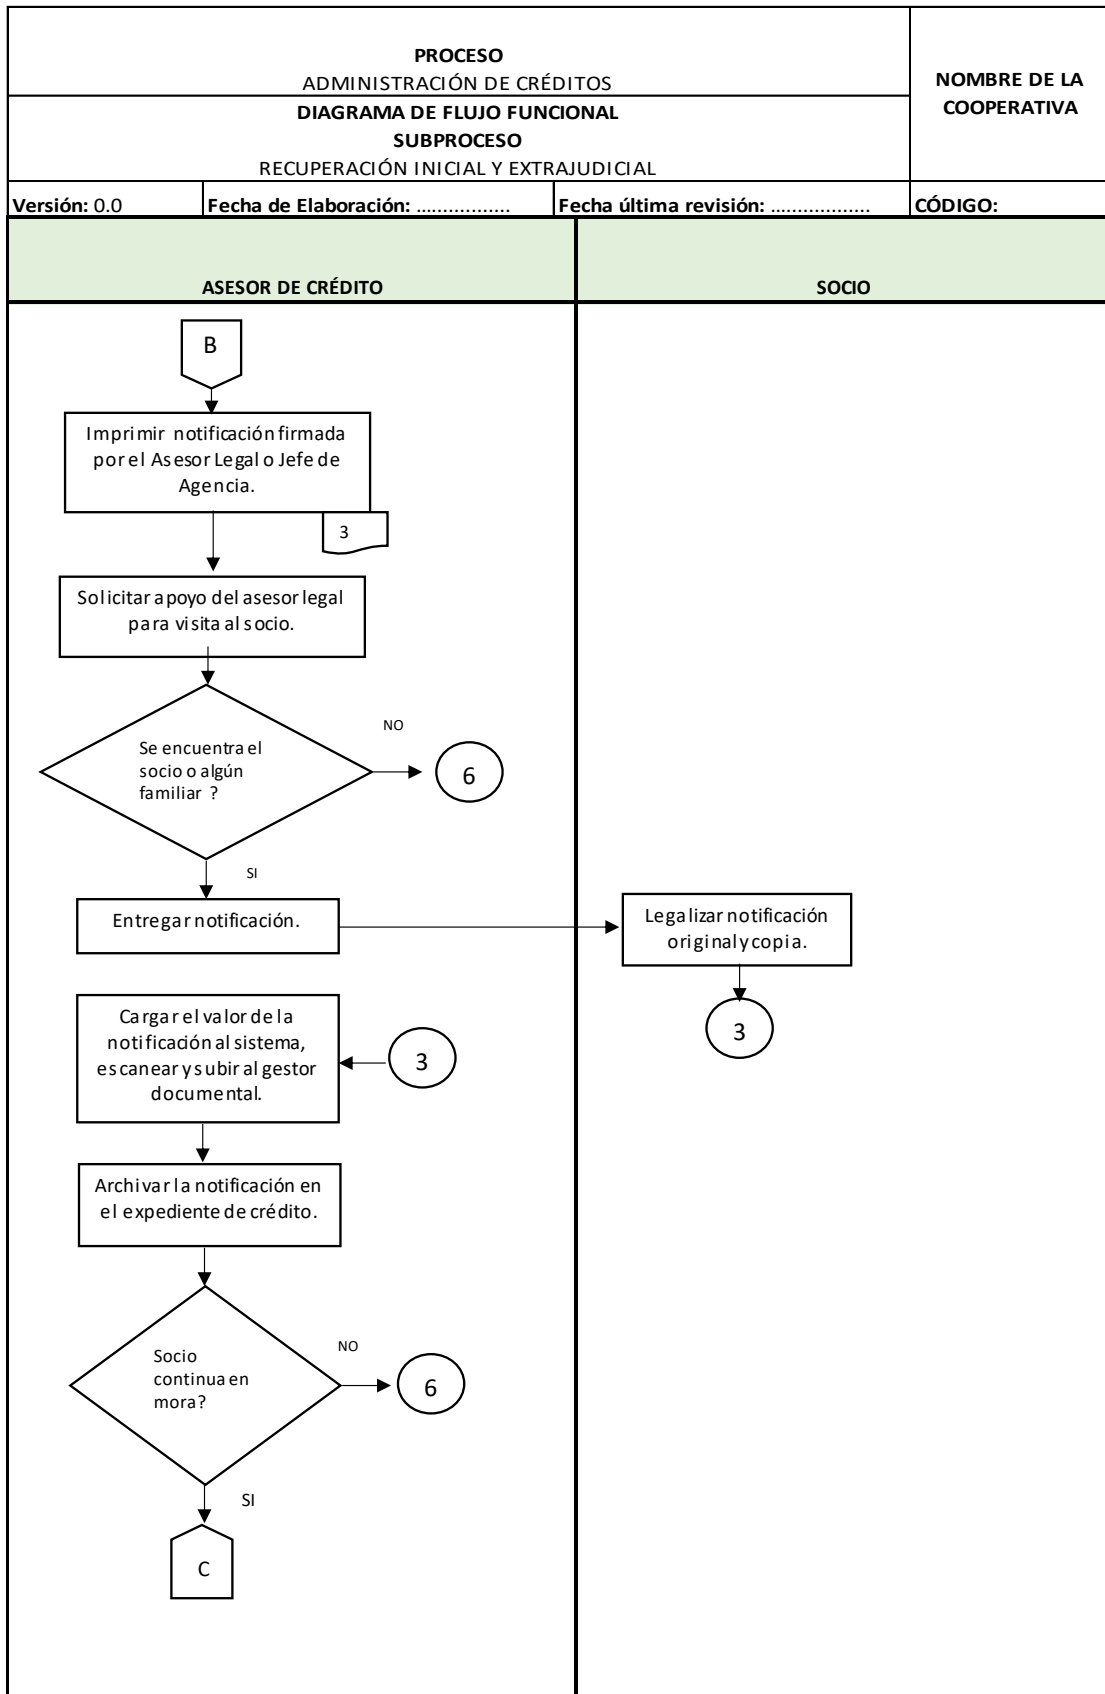 PROCESO
ADMINISTRACIÓN DE CRÉDITOS
NOMBRE DE LA
COOPERATIVA
DIAGRAMA DE FLUJO FUNCIONAL
SUBPROCESO
RECUPERACIÓN INICIAL Y EXTRAJUDICIAL
Versión: 0.0
Fecha de Elaboración: .................
Fecha última revisión: ..................
CÓDIGO:
ASESOR DE CRÉDITO
SOCIO
B
Imprimir notificación firmada
por el Asesor Legal o Jefe de
Agencia.
3
Solicitar apoyo del asesor legal
para visita al socio.
Se encuentra el
socio o algún
familiar ?
NO
6
SI
Entregar notificación.
Legalizar notificación
original y copia.
3
Cargar el valor de la
notificación al sistema,
escanear y subir al gestor
documental.
3
Archivar la notificación en
el expediente de crédito.
Socio
continua en
mora?
NO
6
SI
C